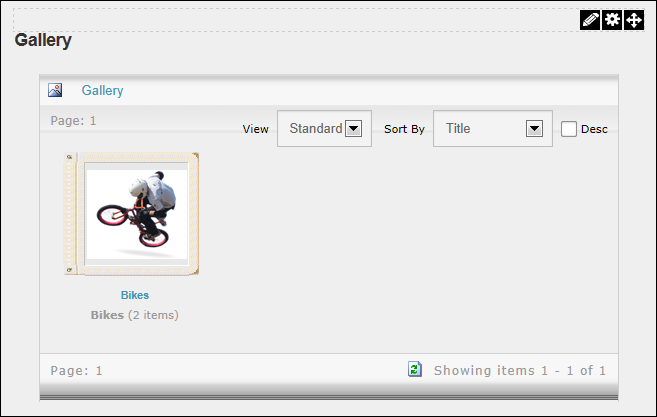 Gallery
Gallery
Page: 1
View Standard Sort By Title Desc
Bikes
Bikes (2 items)
Page: 1 Showing items 1 - 1 of 1